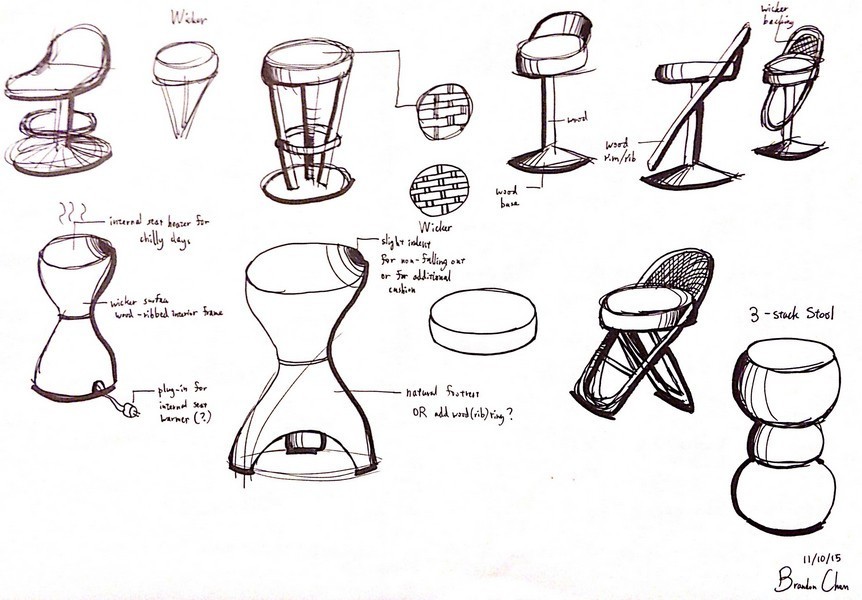 Wicker
wicker
backing
wood
wood
rim/rib
wood
base
internal seat heater for
chilly days
Wicker
slight indent
for non-falling out
or for additional
cushion
wicker surface
wood-ribbed interior frame
3-stack Stool
plug-in for
internal seat
warmer (?)
natural footrest
OR add wood(rib) ring?
11/10/15
Brandon Chan